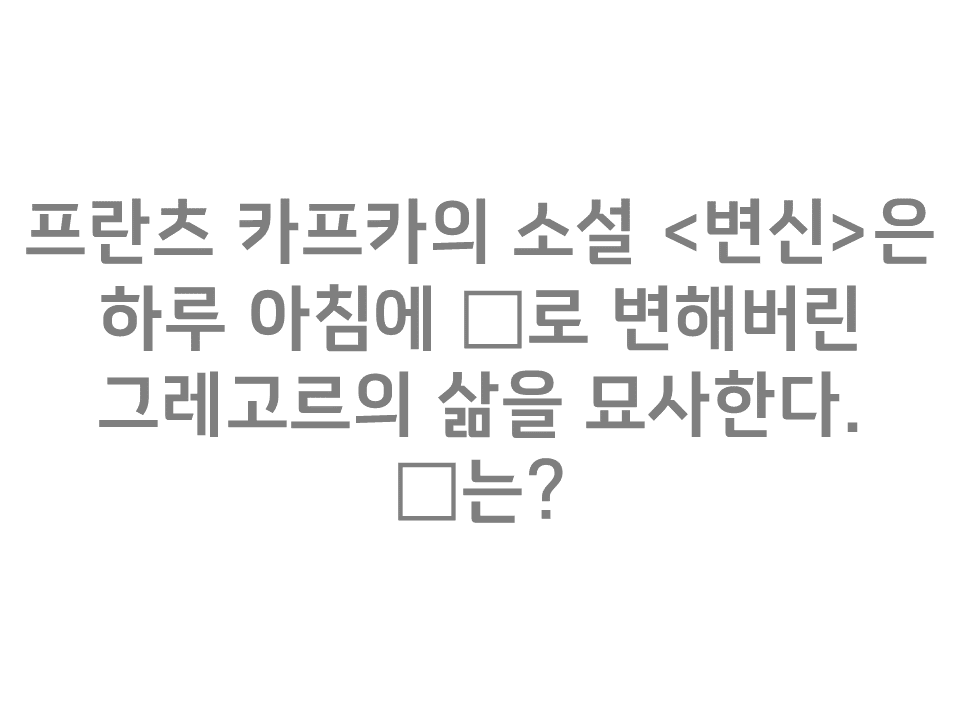 프란츠 카프카의 소설 <변신>은
하루 아침에 □로 변해버린
그레고르의 삶을 묘사한다.
□는?